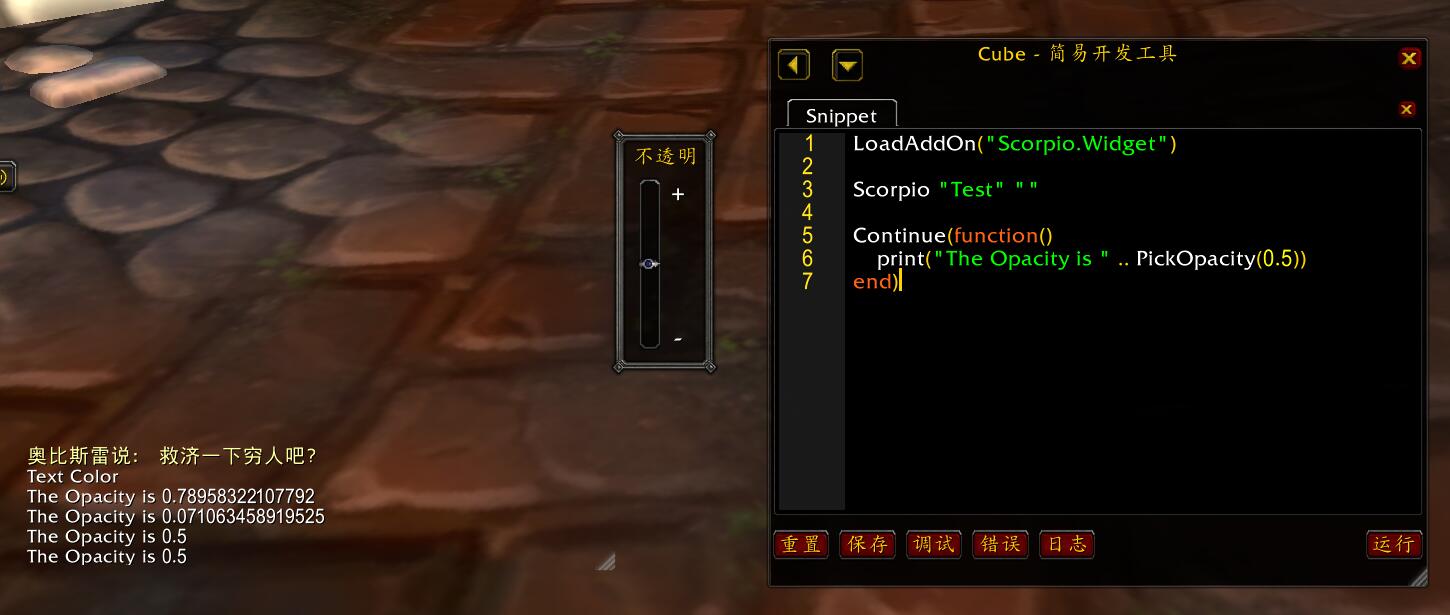 Cube - 简易开发工具
Snippet
1 LoadAddOn("Scorpio.Widget")
2
3 Scorpio "Test" ""
4
5 Continue(function()
6 print("The Opacity is " .. PickOpacity(0.5))
7 end)
重置 保存 调试 错误 日志 运行
不透明
+
-
奥比斯雷说： 救济一下穷人吧？
Text Color
The Opacity is 0.78958322107792
The Opacity is 0.071063458919525
The Opacity is 0.5
The Opacity is 0.5